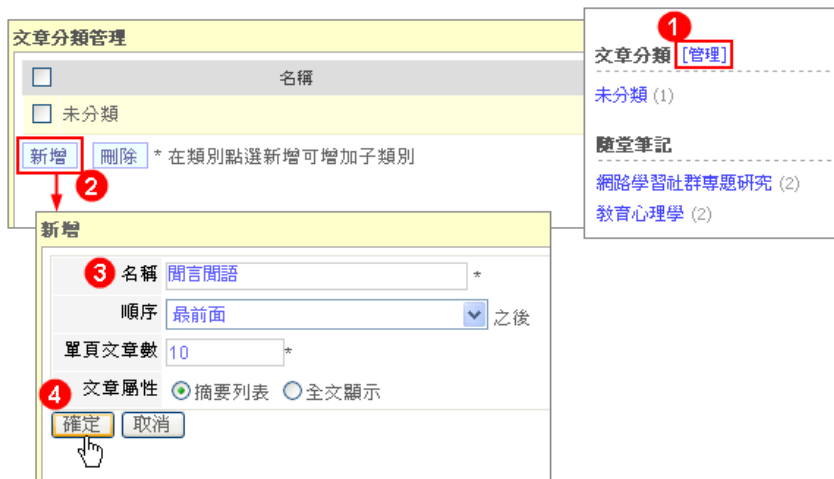 文章分類管理
名稱
未分類
新增 刪除 * 在類別點選新增可增加子類別
2
1
文章分類 [管理]
未分類 (1)
隨堂筆記
網路學習社群專題研究 (2)
教育心理學 (2)
新增
3 名稱 閒言閒語 *
順序 最前面 之後
單頁文章數 10 *
4 文章屬性 摘要列表 全文顯示
確定 取消